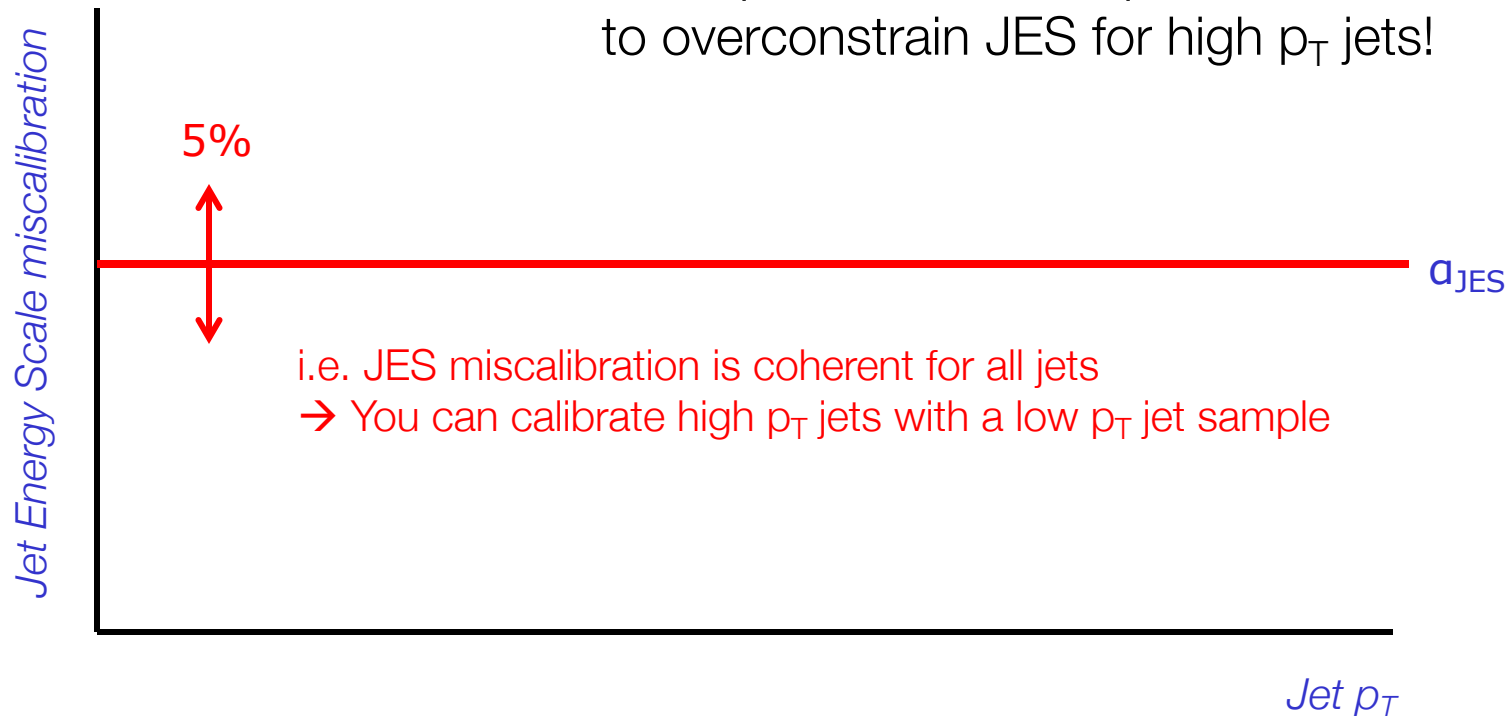 to overconstrain JES for high pT jets!
Jet Energy Scale miscalibration
5%
αJES
i.e. JES miscalibration is coherent for all jets
→ You can calibrate high pT jets with a low pT jet sample
Jet pT